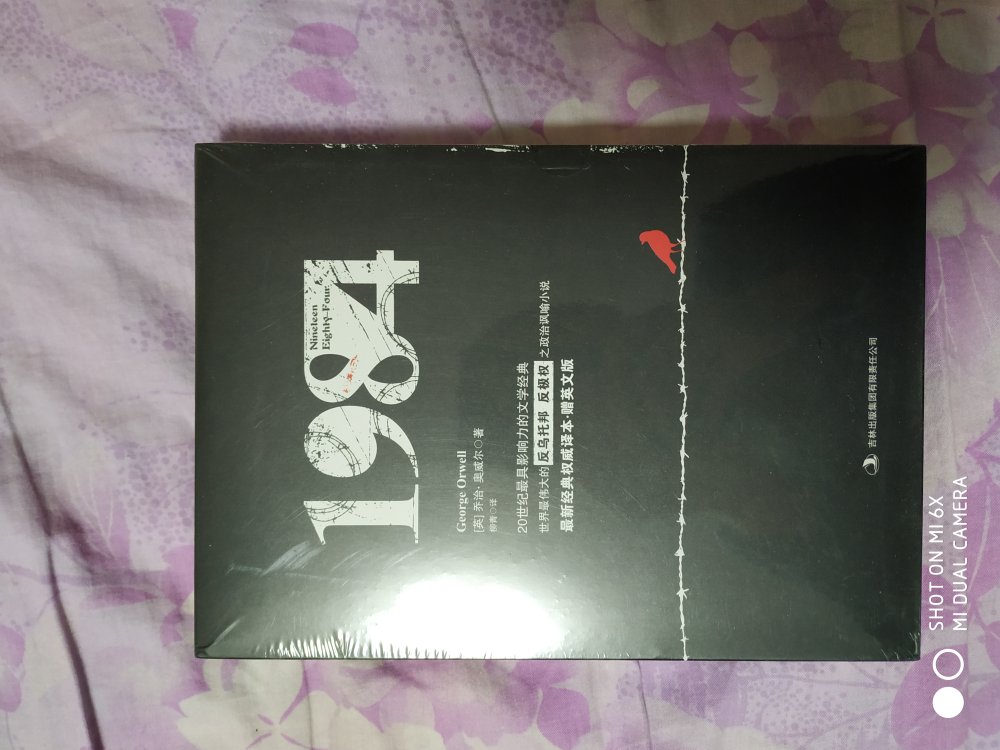 1984
Nineteen
Eighty-Four
George Orwell
[英] 乔治·奥威尔○著
柳青○译
20世纪最具影响力的文学经典
世界最伟大的 反乌托邦 反极权 之政治讽喻小说
最新经典权威译本·赠英文版
吉林出版集团有限责任公司
SHOT ON MI 6X
MI DUAL CAMERA